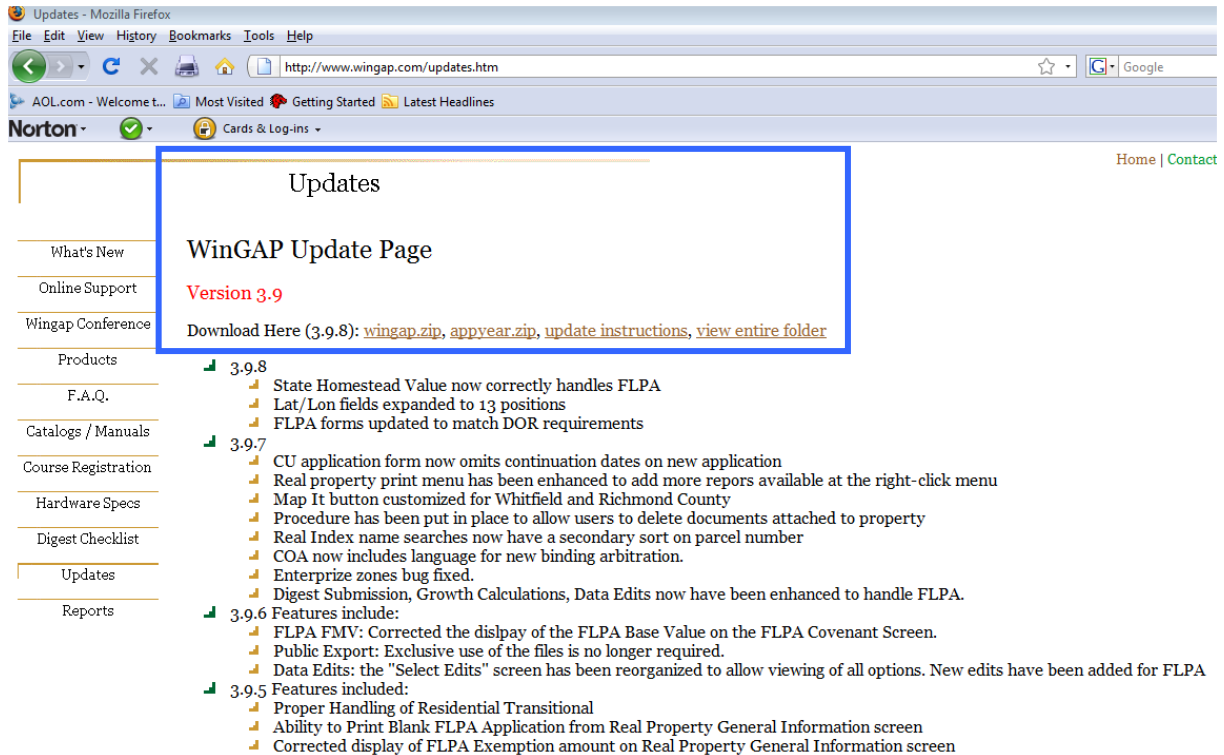 Updates - Mozilla Firefox
File Edit View History Bookmarks Tools Help
http://www.wingap.com/updates.htm
G Google
AOL.com - Welcome t... Most Visited Getting Started Latest Headlines
Norton Cards & Log-ins
Home | Contact
Updates
WinGAP Update Page
Version 3.9
Download Here (3.9.8): wingap.zip, appyear.zip, update instructions, view entire folder
What's New
Online Support
Wingap Conference
Products
F.A.Q.
Catalogs / Manuals
Course Registration
Hardware Specs
Digest Checklist
Updates
Reports
3.9.8
State Homestead Value now correctly handles FLPA
Lat/Lon fields expanded to 13 positions
FLPA forms updated to match DOR requirements
3.9.7
CU application form now omits continuation dates on new application
Real property print menu has been enhanced to add more repors available at the right-click menu
Map It button customized for Whitfield and Richmond County
Procedure has been put in place to allow users to delete documents attached to property
Real Index name searches now have a secondary sort on parcel number
COA now includes language for new binding arbitration.
Enterprize zones bug fixed.
Digest Submission, Growth Calculations, Data Edits now have been enhanced to handle FLPA.
3.9.6 Features include:
FLPA FMV: Corrected the dislpay of the FLPA Base Value on the FLPA Covenant Screen.
Public Export: Exclusive use of the files is no longer required.
Data Edits: the "Select Edits" screen has been reorganized to allow viewing of all options. New edits have been added for FLPA
3.9.5 Features included:
Proper Handling of Residential Transitional
Ability to Print Blank FLPA Application from Real Property General Information screen
Corrected display of FLPA Exemption amount on Real Property General Information screen